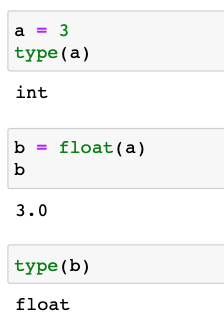 a = 3
type(a)
int
b = float(a)
b
3.0
type(b)
float